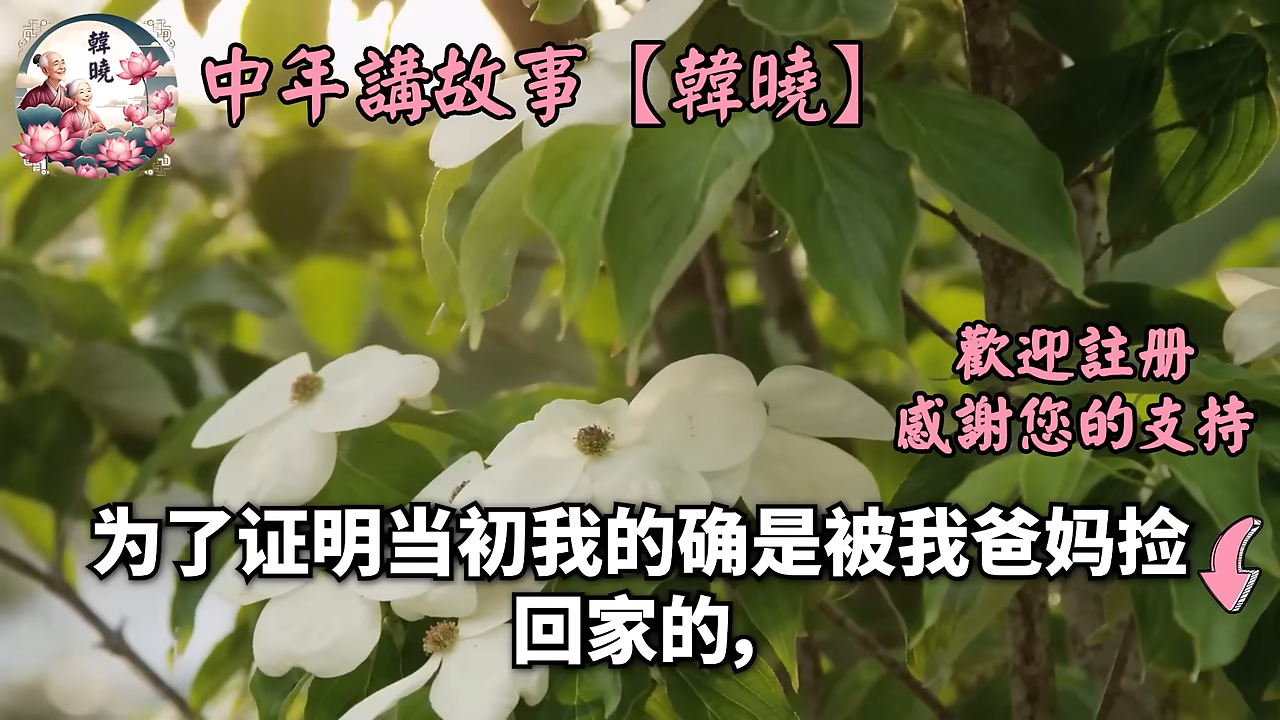 韓
曉
中年講故事【韓曉】
歡迎註册
感謝您的支持
为了证明当初我的确是被我爸妈捡
回家的,